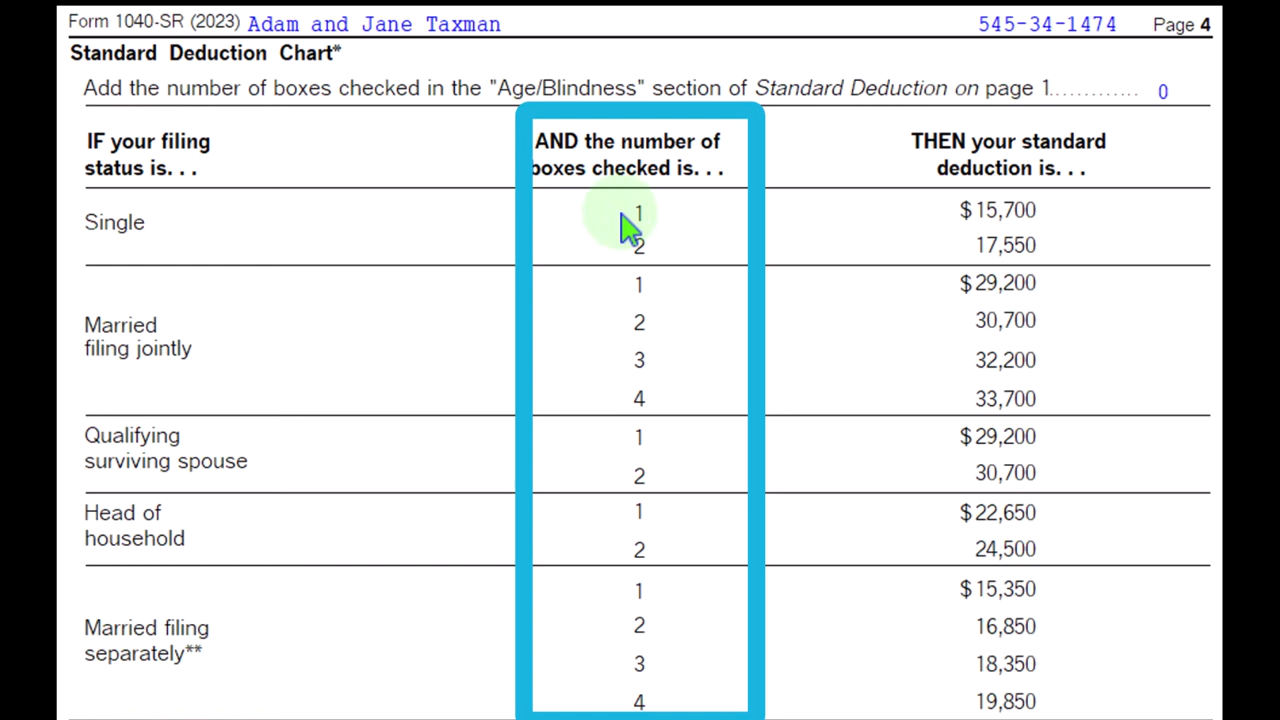 Form 1040-SR (2023) Adam and Jane Taxman 545-34-1474 Page 4
Standard Deduction Chart*
Add the number of boxes checked in the "Age/Blindness" section of Standard Deduction on page 1............. 0
IF your filing status is. . .
AND the number of boxes checked is. . .
THEN your standard deduction is. . .
Single
1 $15,700
2 17,550
Married filing jointly
1 $29,200
2 30,700
3 32,200
4 33,700
Qualifying surviving spouse
1 $29,200
2 30,700
Head of household
1 $22,650
2 24,500
Married filing separately**
1 $15,350
2 16,850
3 18,350
4 19,850